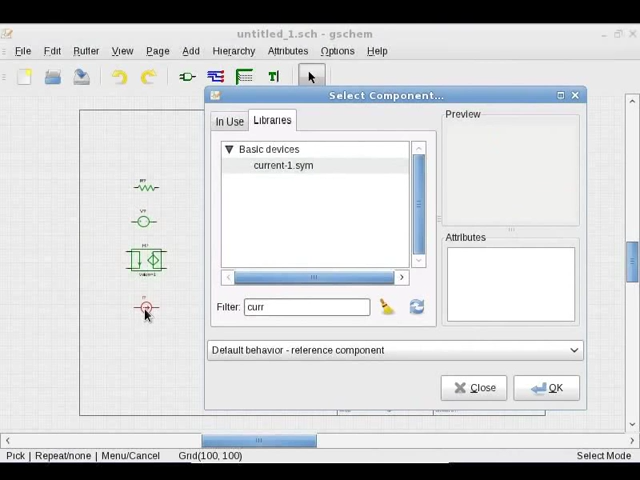 untitled_1.sch - gschem
File Edit Buffer View Page Add Hierarchy Attributes Options Help
Select Component...
In Use Libraries
Preview
Basic devices
current-1.sym
Attributes
Filter: curr
Default behavior - reference component
Close OK
Pick | Repeat/none | Menu/Cancel Grid(100, 100) Select Mode